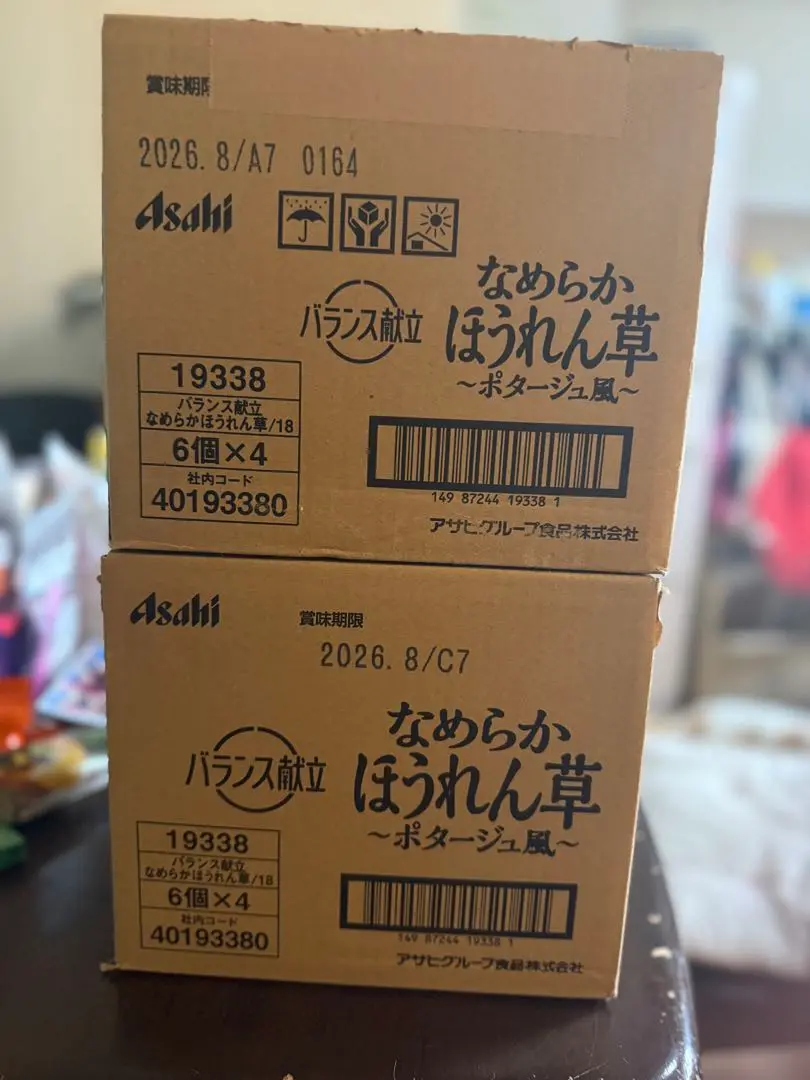 賞味期限
2026. 8/A7 0164
Asahi
バランス献立
なめらか
ほうれん草
～ポタージュ風～
19338
バランス献立
なめらかほうれん草/18
6個×4
社内コード
40193380
149 87244 19338 1
アサヒグループ食品株式会社
Asahi
賞味期限
2026. 8/C7
バランス献立
なめらか
ほうれん草
～ポタージュ風～
19338
バランス献立
なめらかほうれん草/18
6個×4
社内コード
40193380
149 87244 19338 1
アサヒグループ食品株式会社